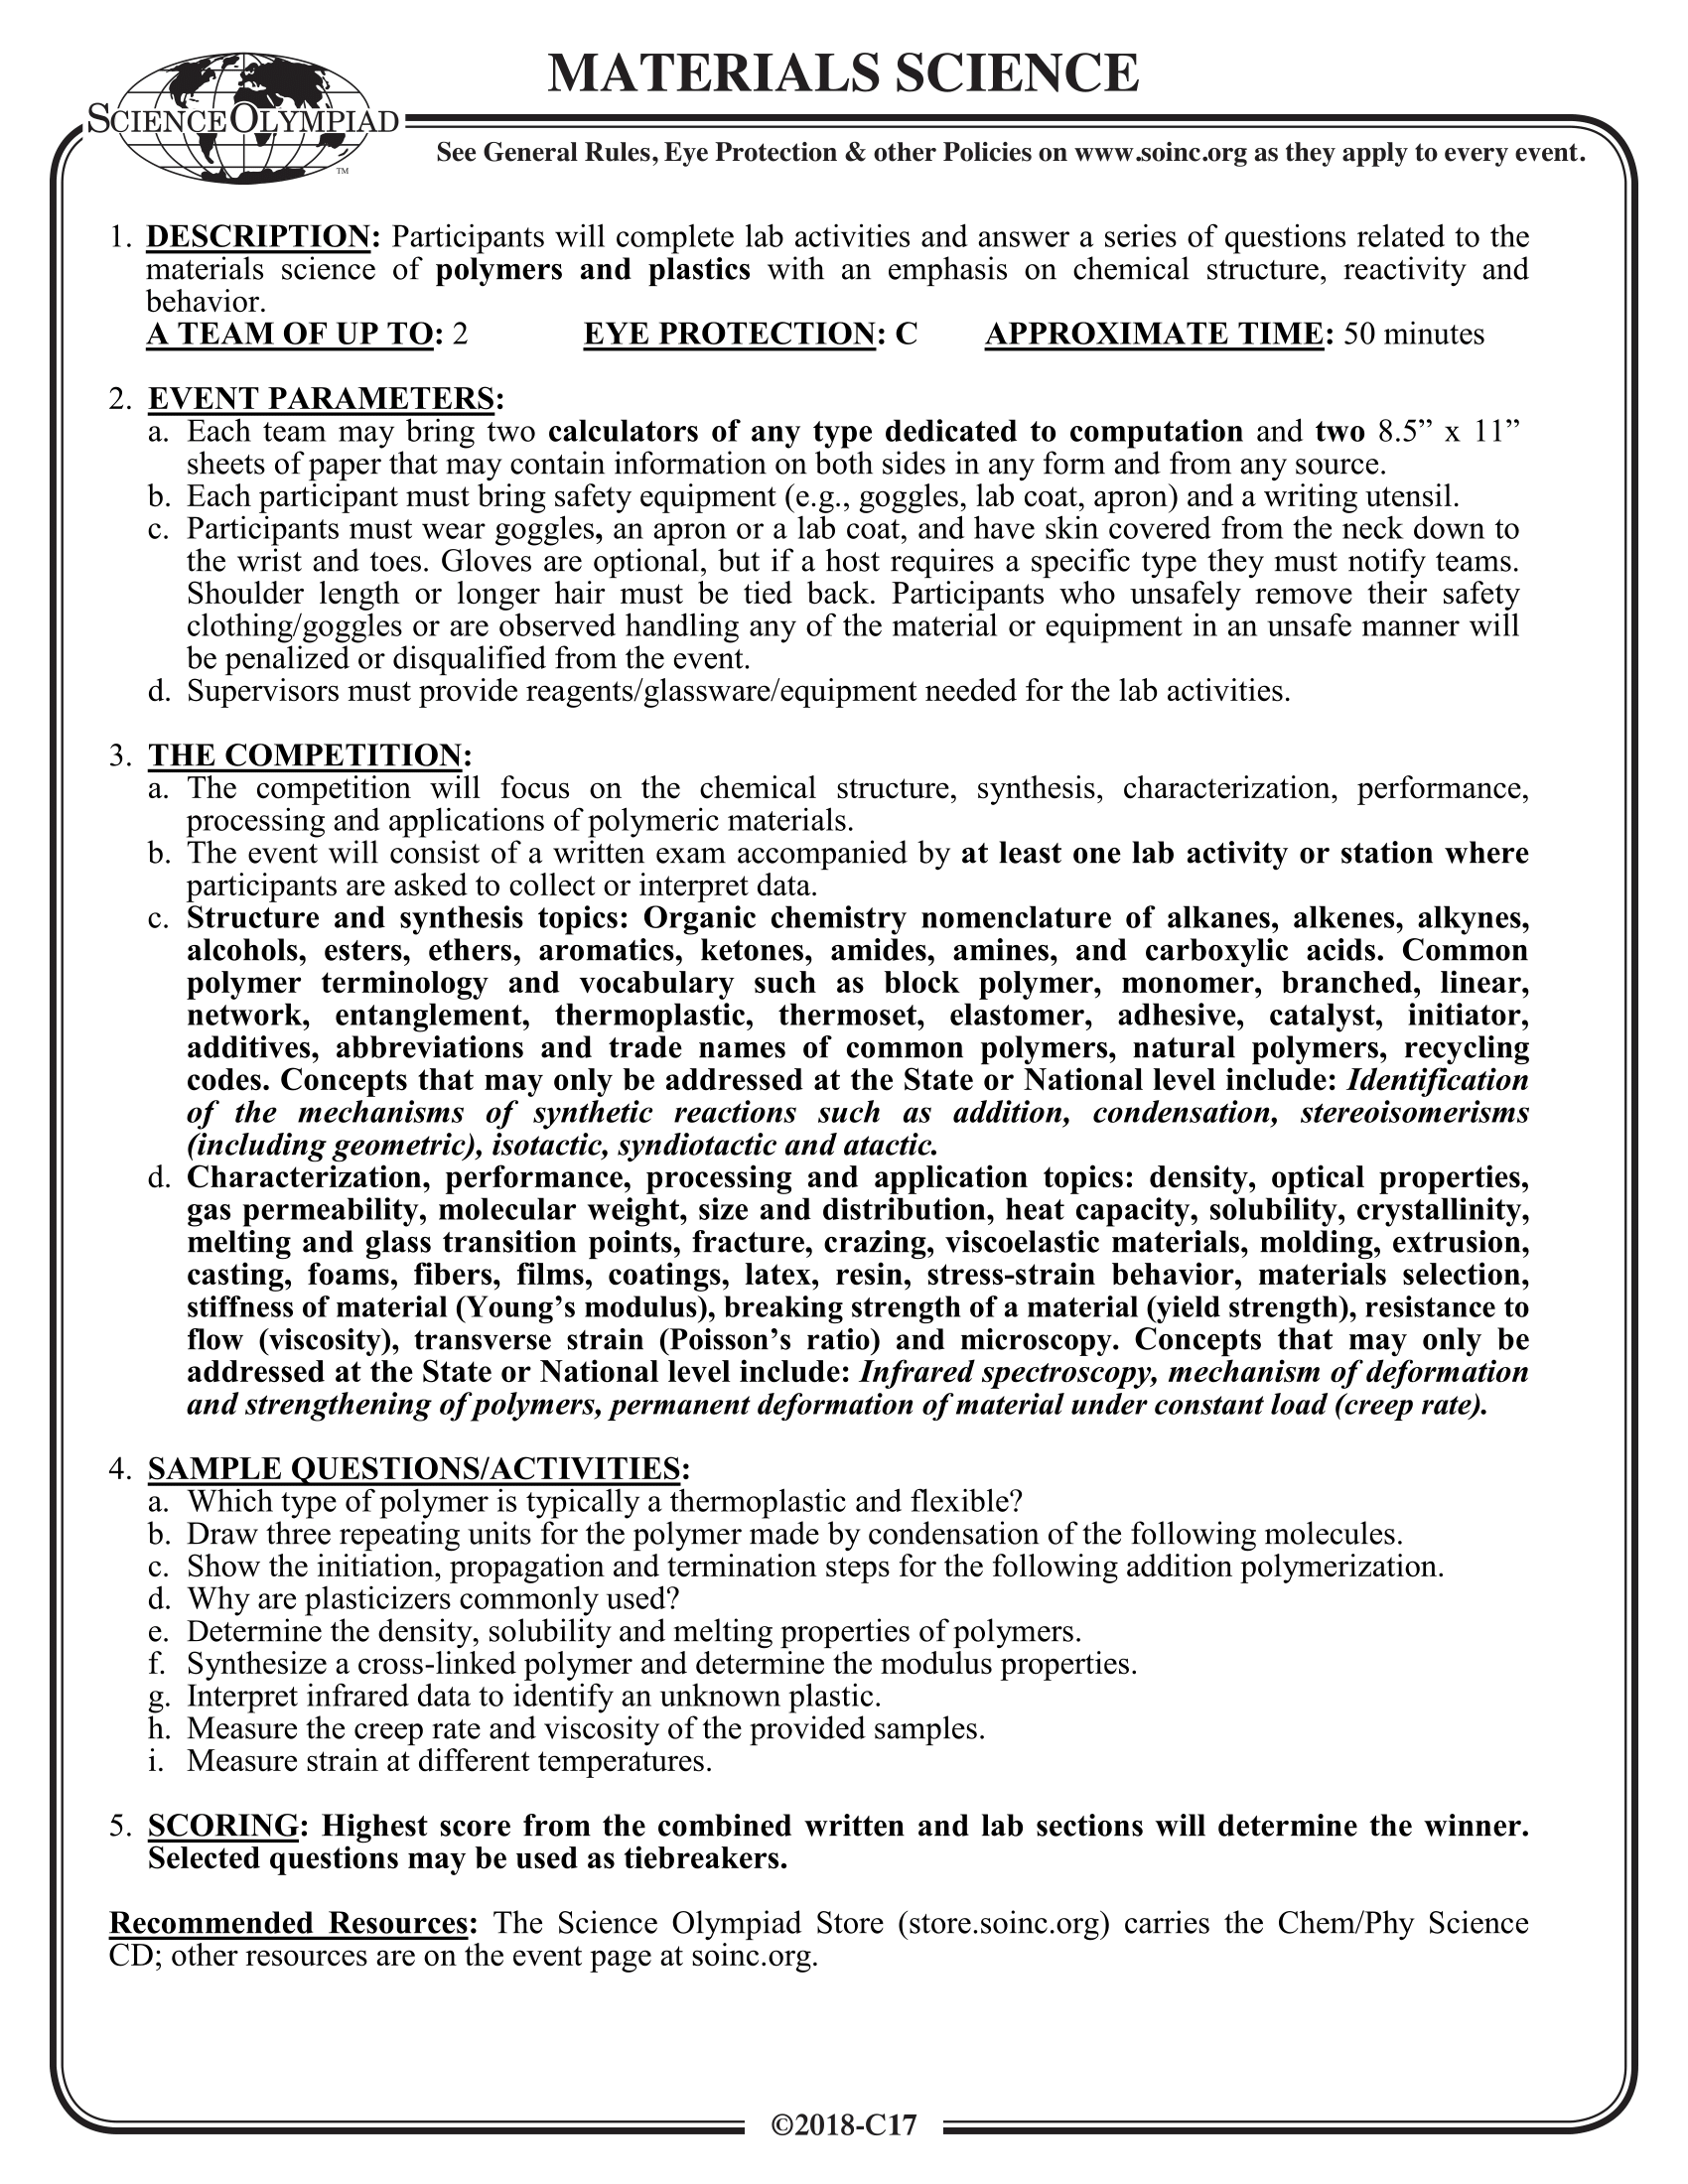 MATERIALS SCIENCE
SCIENCE OLYMPIAD
TM
See General Rules, Eye Protection & other Policies on www.soinc.org as they apply to every event.
1. DESCRIPTION: Participants will complete lab activities and answer a series of questions related to the
materials science of polymers and plastics with an emphasis on chemical structure, reactivity and
behavior.
A TEAM OF UP TO: 2 EYE PROTECTION: C APPROXIMATE TIME: 50 minutes
2. EVENT PARAMETERS:
a. Each team may bring two calculators of any type dedicated to computation and two 8.5” x 11”
sheets of paper that may contain information on both sides in any form and from any source.
b. Each participant must bring safety equipment (e.g., goggles, lab coat, apron) and a writing utensil.
c. Participants must wear goggles, an apron or a lab coat, and have skin covered from the neck down to
the wrist and toes. Gloves are optional, but if a host requires a specific type they must notify teams.
Shoulder length or longer hair must be tied back. Participants who unsafely remove their safety
clothing/goggles or are observed handling any of the material or equipment in an unsafe manner will
be penalized or disqualified from the event.
d. Supervisors must provide reagents/glassware/equipment needed for the lab activities.
3. THE COMPETITION:
a. The competition will focus on the chemical structure, synthesis, characterization, performance,
processing and applications of polymeric materials.
b. The event will consist of a written exam accompanied by at least one lab activity or station where
participants are asked to collect or interpret data.
c. Structure and synthesis topics: Organic chemistry nomenclature of alkanes, alkenes, alkynes,
alcohols, esters, ethers, aromatics, ketones, amides, amines, and carboxylic acids. Common
polymer terminology and vocabulary such as block polymer, monomer, branched, linear,
network, entanglement, thermoplastic, thermoset, elastomer, adhesive, catalyst, initiator,
additives, abbreviations and trade names of common polymers, natural polymers, recycling
codes. Concepts that may only be addressed at the State or National level include: Identification
of the mechanisms of synthetic reactions such as addition, condensation, stereoisomerisms
(including geometric), isotactic, syndiotactic and atactic.
d. Characterization, performance, processing and application topics: density, optical properties,
gas permeability, molecular weight, size and distribution, heat capacity, solubility, crystallinity,
melting and glass transition points, fracture, crazing, viscoelastic materials, molding, extrusion,
casting, foams, fibers, films, coatings, latex, resin, stress-strain behavior, materials selection,
stiffness of material (Young’s modulus), breaking strength of a material (yield strength), resistance to
flow (viscosity), transverse strain (Poisson’s ratio) and microscopy. Concepts that may only be
addressed at the State or National level include: Infrared spectroscopy, mechanism of deformation
and strengthening of polymers, permanent deformation of material under constant load (creep rate).
4. SAMPLE QUESTIONS/ACTIVITIES:
a. Which type of polymer is typically a thermoplastic and flexible?
b. Draw three repeating units for the polymer made by condensation of the following molecules.
c. Show the initiation, propagation and termination steps for the following addition polymerization.
d. Why are plasticizers commonly used?
e. Determine the density, solubility and melting properties of polymers.
f. Synthesize a cross-linked polymer and determine the modulus properties.
g. Interpret infrared data to identify an unknown plastic.
h. Measure the creep rate and viscosity of the provided samples.
i. Measure strain at different temperatures.
5. SCORING: Highest score from the combined written and lab sections will determine the winner.
Selected questions may be used as tiebreakers.
Recommended Resources: The Science Olympiad Store (store.soinc.org) carries the Chem/Phy Science
CD; other resources are on the event page at soinc.org.
©2018-C17